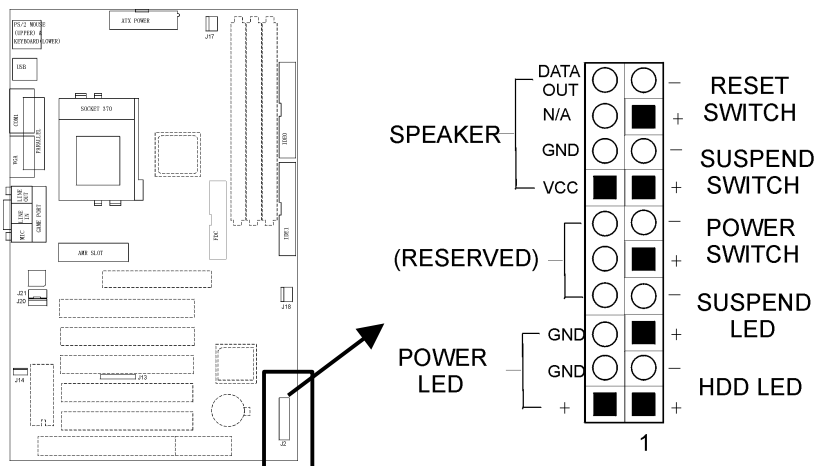 PS/2 MOUSE
(UPPER) &
KEYBOARD(LOWER)
ATX POWER
J17
USB
COM1
PARALLEL
VGA
SOCKET 370
IDE0
LINE
OUT
LINE
IN
MIC
GAME PORT
FDC
IDE1
AMR SLOT
J21
J20
J18
J14
J13
J2
SPEAKER
DATA
OUT
N/A
GND
VCC
(RESERVED)
POWER
LED
GND
GND
+
− RESET
+ SWITCH
− SUSPEND
+ SWITCH
− POWER
+ SWITCH
− SUSPEND
+ LED
− HDD LED
+
1